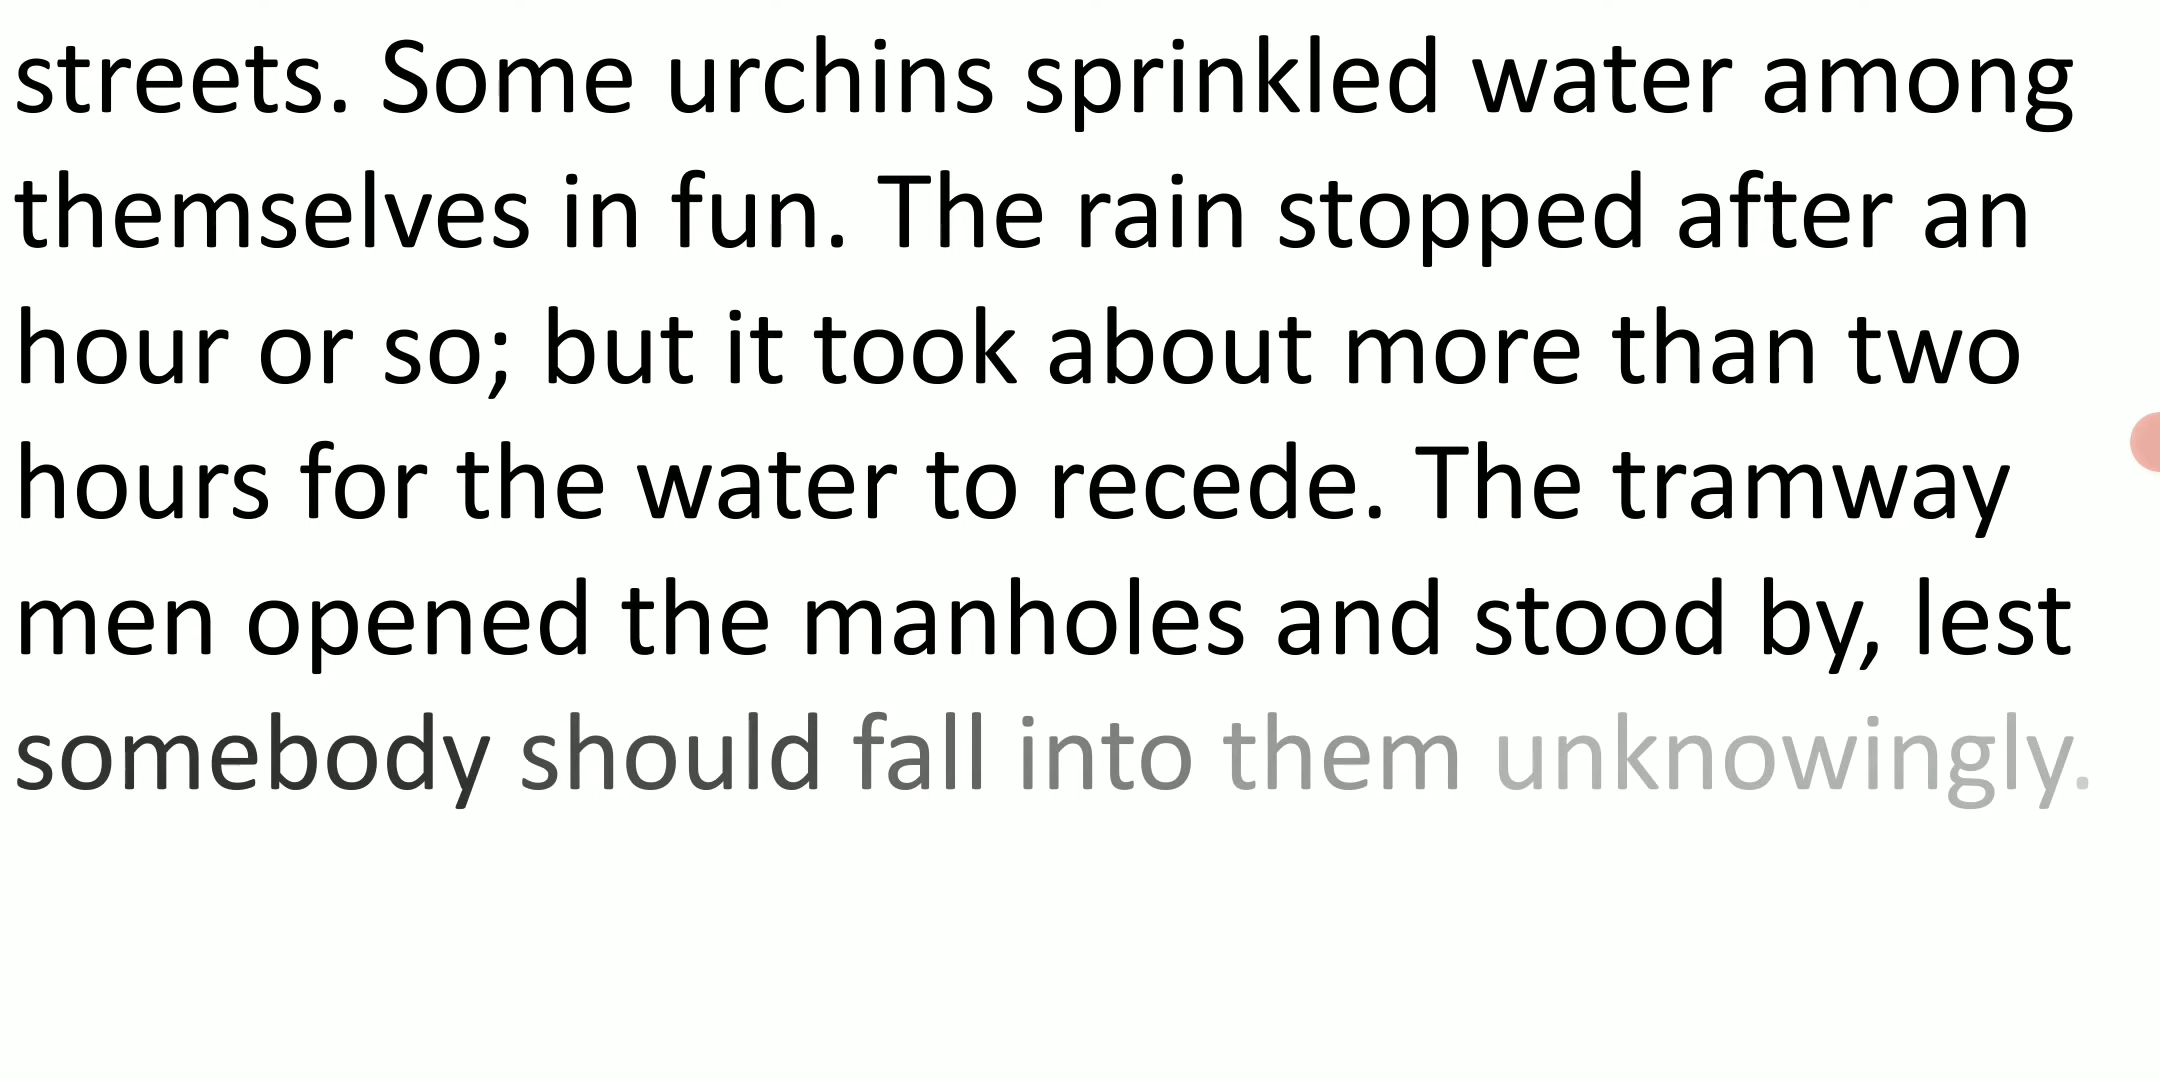 streets. Some urchins sprinkled water among
themselves in fun. The rain stopped after an
hour or so; but it took about more than two
hours for the water to recede. The tramway
men opened the manholes and stood by, lest
somebody should fall into them unknowingly.